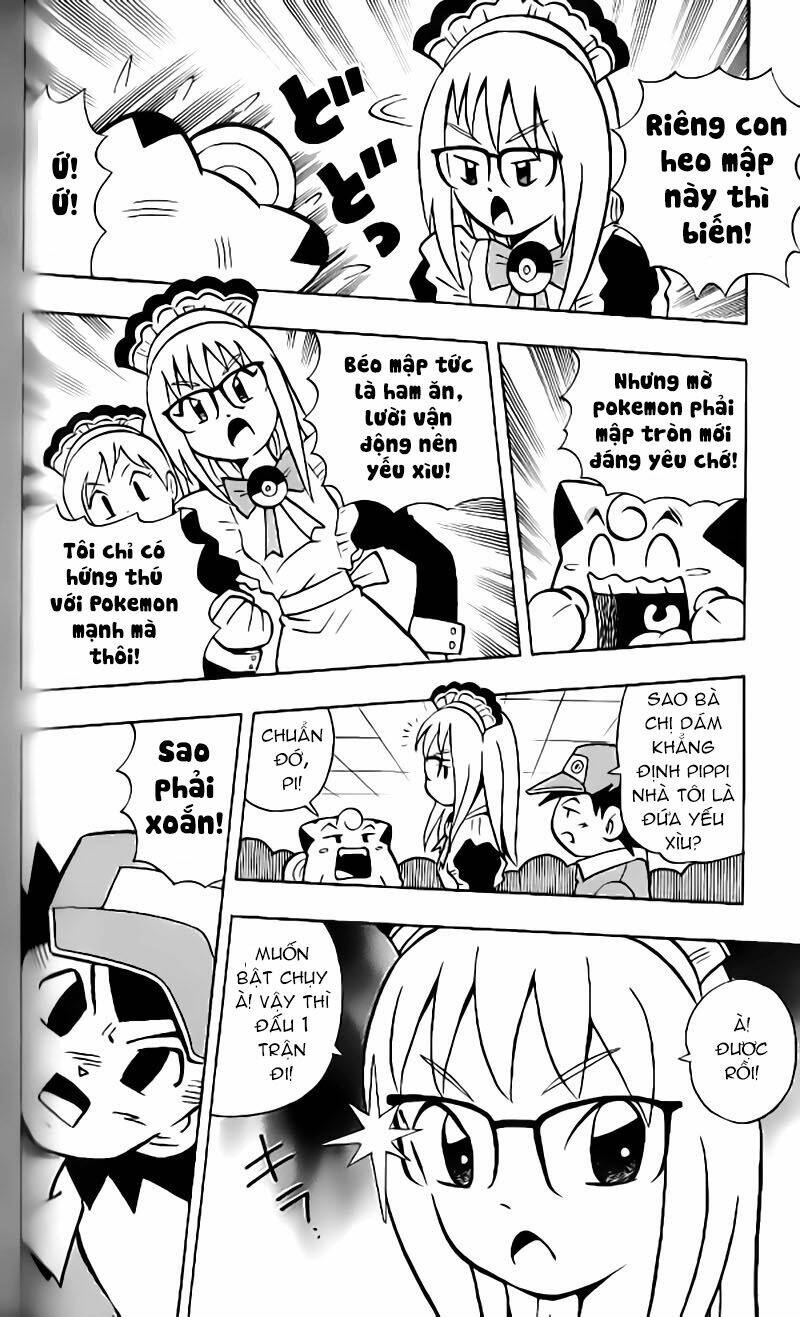 Riêng con
heo mập
này thì
biến!
どどっ
Ứ!
Ứ!
Nhưng mờ
pokemon phải
mập tròn mới
đáng yêu chớ!
Béo mập tức
là ham ăn,
lười vận
động nên
yếu xìu!
Tôi chỉ có
hứng thú
với Pokemon
mạnh mà
thôi!
SAO BÀ
CHỊ DÁM
KHẲNG
ĐỊNH PIPPI
NHÀ TÔI LÀ
ĐỨA YẾU
XÌU?
CHUẨN
ĐỚ,
PI!
Sao
phải
xoắn!
À!
ĐƯỢC
RỒI!
MUỐN
BẬT CHỤY
À! VẬY THÌ
ĐẤU 1
TRẬN
ĐI!
キラッ